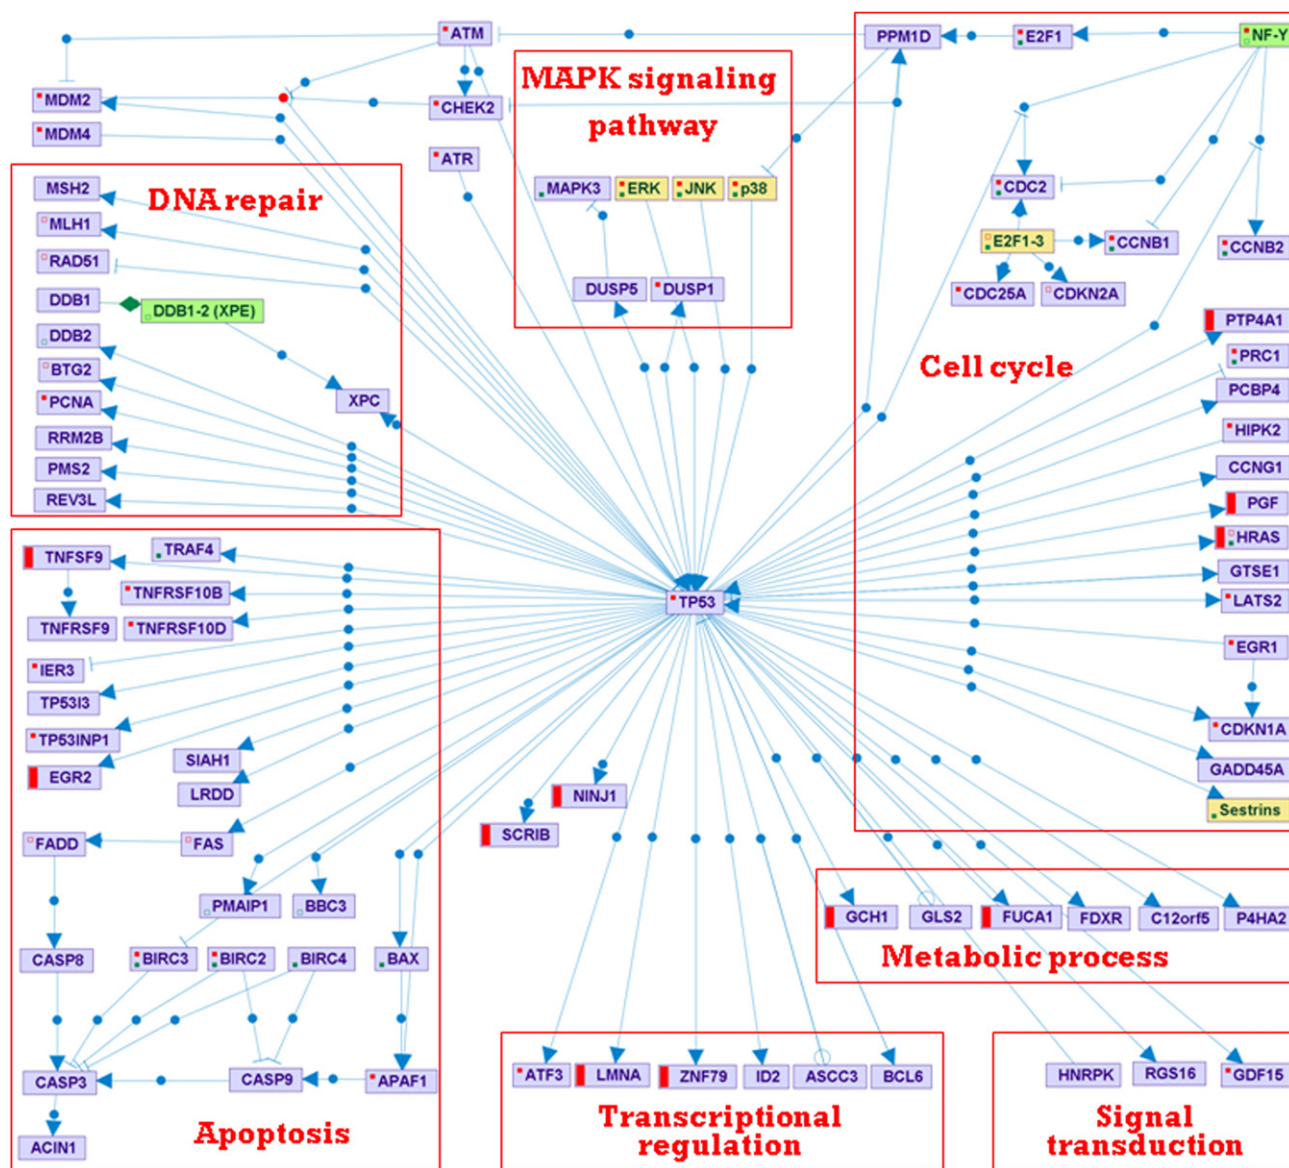 ATM
PPM1D
E2F1
NF-Y
MAPK signaling
pathway
MDM2
CHEK2
MDM4
ATR
MSH2
DNA repair
MAPK3
ERK
JNK
p38
CDC2
MLH1
E2F1-3
CCNB1
CCNB2
RAD51
DUSP5
DUSP1
CDC25A
CDKN2A
DDB1
DDB1-2 (XPE)
PTP4A1
DDB2
PRC1
BTG2
Cell cycle
PCBP4
PCNA
XPC
HIPK2
RRM2B
CCNG1
PMS2
PGF
REV3L
HRAS
TNFSF9
TRAF4
GTSE1
TNFRSF10B
TP53
LATS2
TNFRSF9
TNFRSF10D
EGR1
IER3
TP53I3
CDKN1A
TP53INP1
SIAH1
GADD45A
EGR2
LRDD
NINJ1
Sestrins
SCRIB
FADD
FAS
PMAIP1
BBC3
GCH1
GLS2
FUCA1
FDXR
C12orf5
P4HA2
CASP8
BIRC3
BIRC2
BIRC4
BAX
Metabolic process
CASP3
CASP9
APAF1
ATF3
LMNA
ZNF79
ID2
ASCC3
BCL6
HNRPK
RGS16
GDF15
Apoptosis
Transcriptional
regulation
Signal
transduction
ACIN1